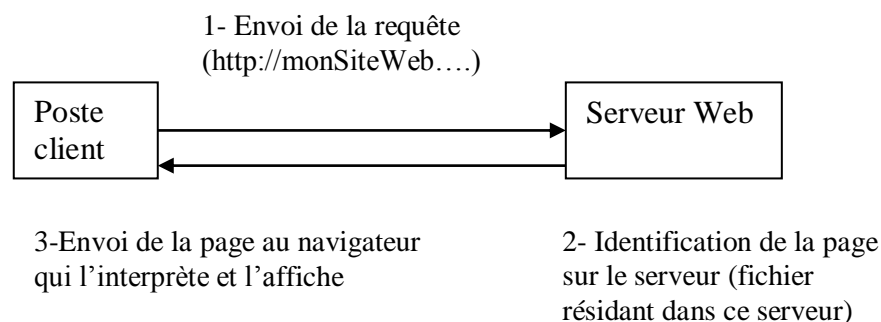 1- Envoi de la requête
(http://monSiteWeb….)
Poste
client
Serveur Web
3-Envoi de la page au navigateur
qui l’interprète et l’affiche
2- Identification de la page
sur le serveur (fichier
résidant dans ce serveur)